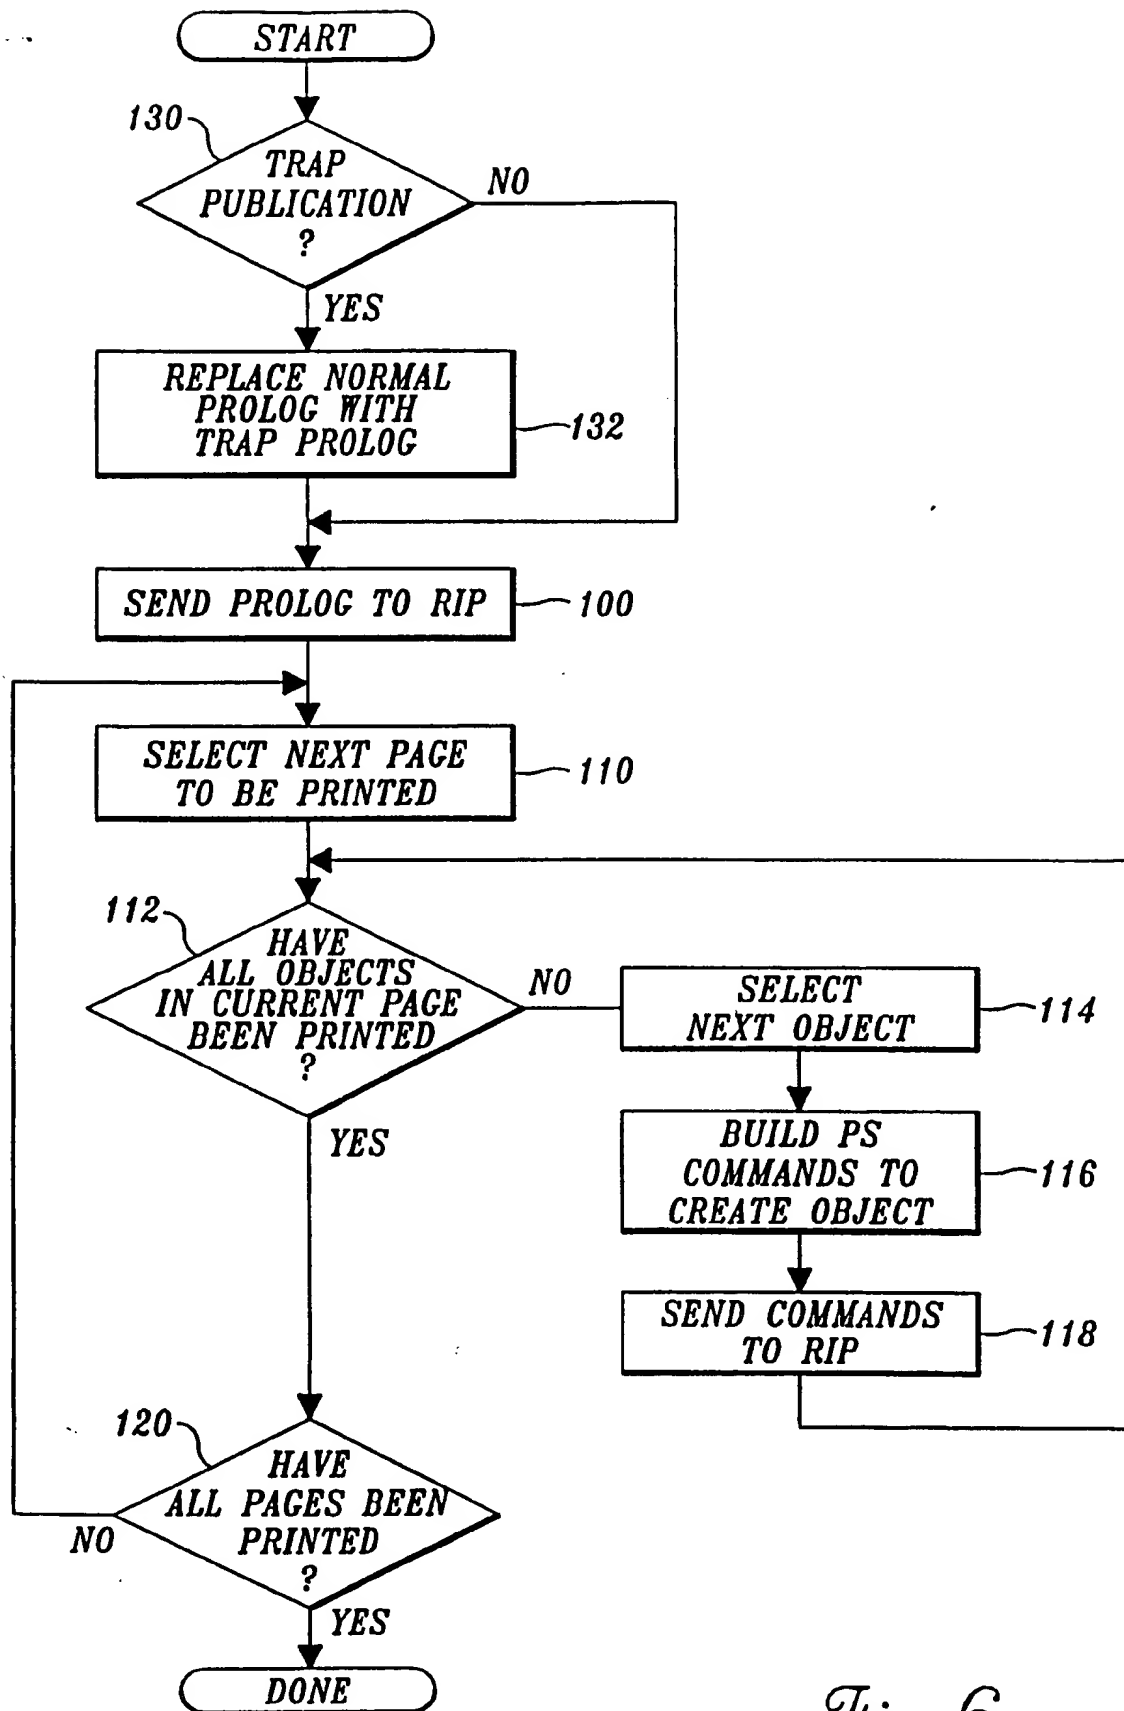 START
130
TRAP
PUBLICATION
?
NO
YES
REPLACE NORMAL
PROLOG WITH
TRAP PROLOG
132
SEND PROLOG TO RIP
100
SELECT NEXT PAGE
TO BE PRINTED
110
112
HAVE
ALL OBJECTS
IN CURRENT PAGE
BEEN PRINTED
?
NO
YES
SELECT
NEXT OBJECT
114
BUILD PS
COMMANDS TO
CREATE OBJECT
116
SEND COMMANDS
TO RIP
118
120
HAVE
ALL PAGES BEEN
PRINTED
?
NO
YES
DONE